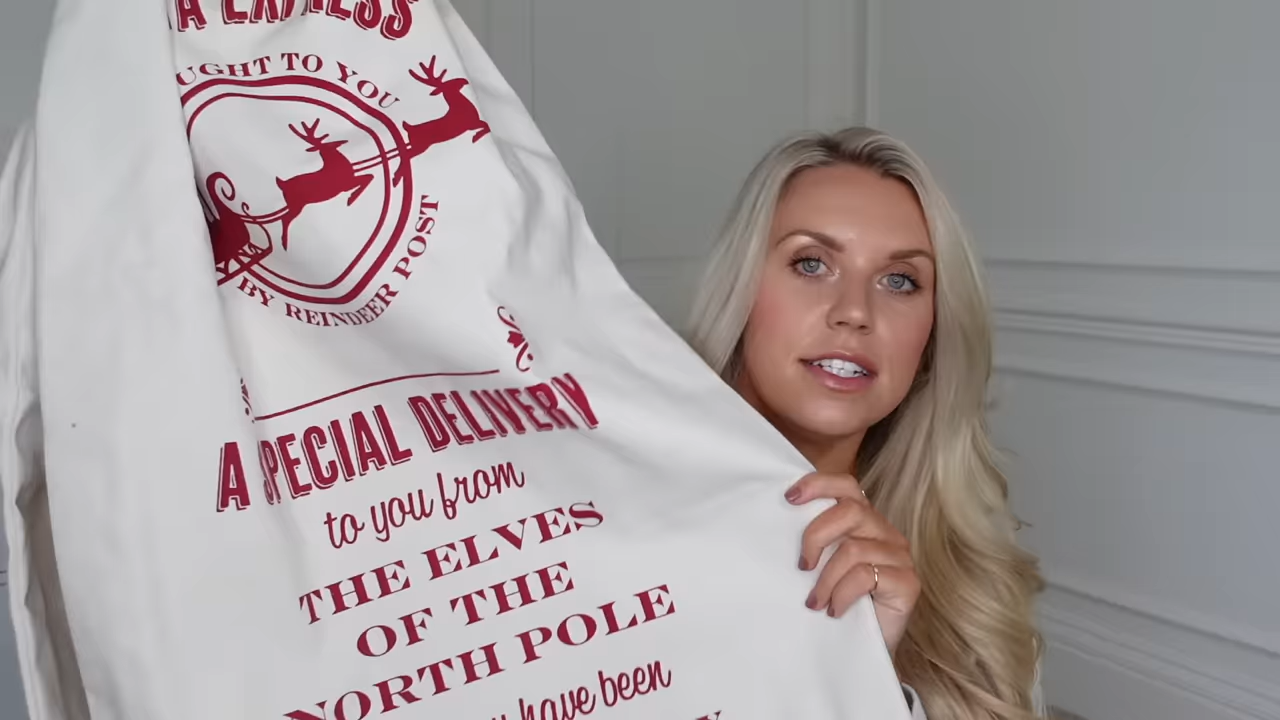 A EXPRESS
UGHT TO YOU
BY REINDEER POST
A SPECIAL DELIVERY
to you from
THE ELVES
OF THE
NORTH POLE
have been